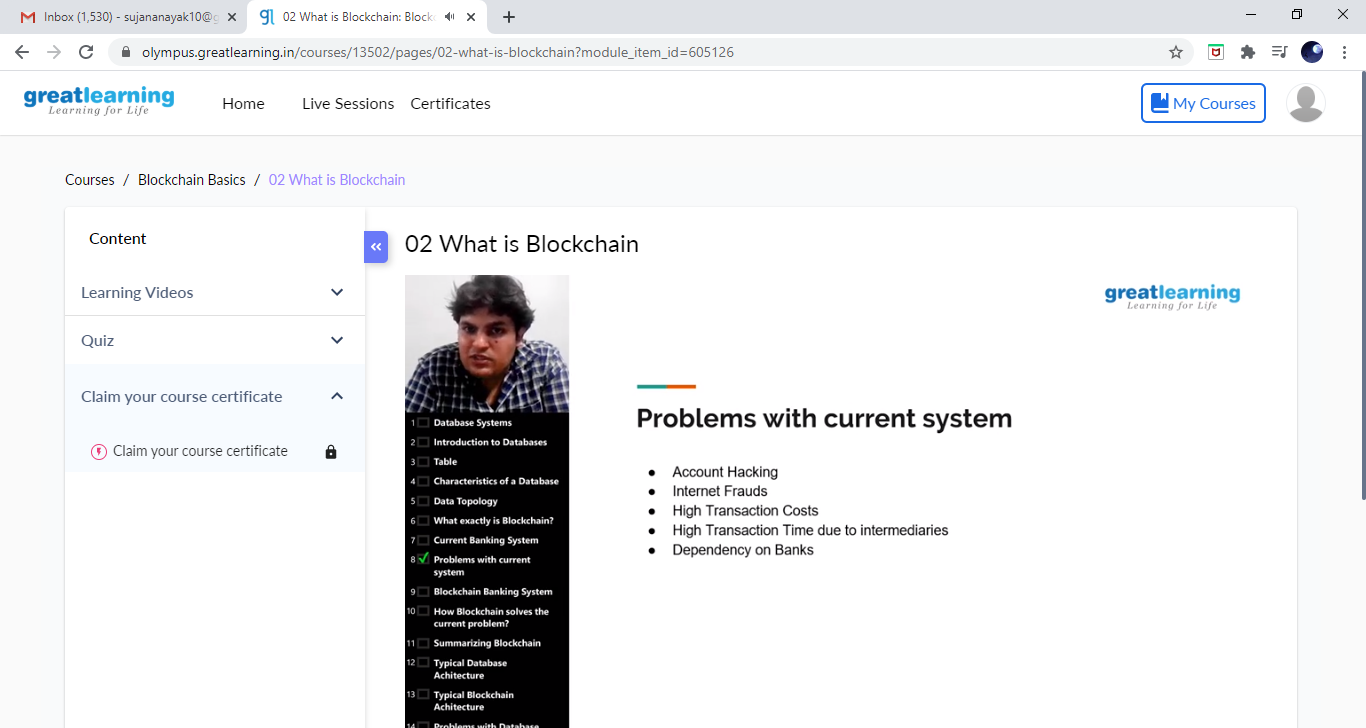 Inbox (1,530) - sujananayak10@g
02 What is Blockchain: Block
olympus.greatlearning.in/courses/13502/pages/02-what-is-blockchain?module_item_id=605126
greatlearning
Learning for Life
Home
Live Sessions
Certificates
My Courses
Courses / Blockchain Basics / 02 What is Blockchain
Content
Learning Videos
Quiz
Claim your course certificate
Claim your course certificate
«
02 What is Blockchain
1 Database Systems
2 Introduction to Databases
3 Table
4 Characteristics of a Database
5 Data Topology
6 What exactly is Blockchain?
7 Current Banking System
8 Problems with current
system
9 Blockchain Banking System
10 How Blockchain solves the
current problem?
11 Summarizing Blockchain
12 Typical Database
Achitecture
13 Typical Blockchain
Achitecture
14 Problems with Database
greatlearning
Learning for Life
Problems with current system
● Account Hacking
● Internet Frauds
● High Transaction Costs
● High Transaction Time due to intermediaries
● Dependency on Banks